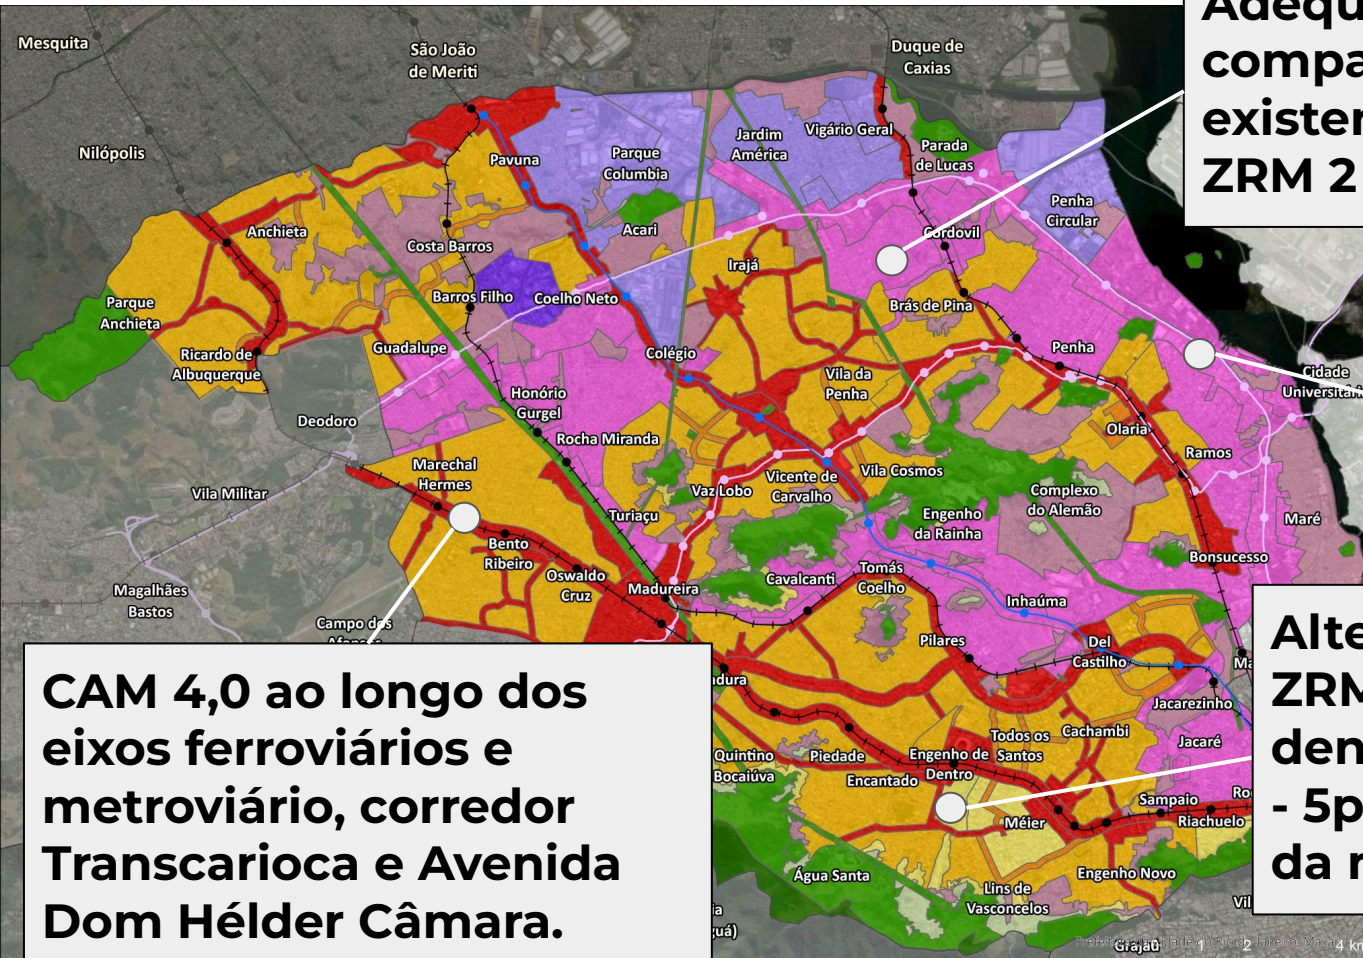 Mesquita
São João
de Meriti
Duque de
Caxias
compa
existen
ZRM 2
Nilópolis
Pavuna
Parque
Columbia
Jardim
América
Vigário Geral
Parada
de Lucas
Penha
Circular
Anchieta
Costa Barros
Acari
Irajá
Cordovil
Parque
Anchieta
Barros Filho
Coelho Neto
Brás de Pina
Ricardo de
Albuquerque
Guadalupe
Colégio
Vila da
Penha
Penha
Cidade
Universitári
Honório
Gurgel
Deodoro
Rocha Miranda
Olaria
Marechal
Hermes
Vila Militar
Vaz Lobo
Vicente de
Carvalho
Vila Cosmos
Ramos
Complexo
do Alemão
Turiaçu
Engenho
da Rainha
Maré
Bento
Ribeiro
Oswaldo
Cruz
Bonsucesso
Magalhães
Bastos
Madureira
Cavalcanti
Tomás
Coelho
Inhaúma
Campo dos
Pilares
Del
Castilho
CAM 4,0 ao longo dos
eixos ferroviários e
metroviário, corredor
Transcarioca e Avenida
Dom Hélder Câmara.
adura
Jacarezinho
Quintino
Bocaiúva
Piedade
Encantado
Engenho de
Dentro
Todos os
Santos
Cachambi
Jacaré
Méier
Sampaio
Riachuelo
Água Santa
Lins de
Vasconcelos
Engenho Novo
Alte
ZRM
den
- 5p
Grajaú
1 2 4 km